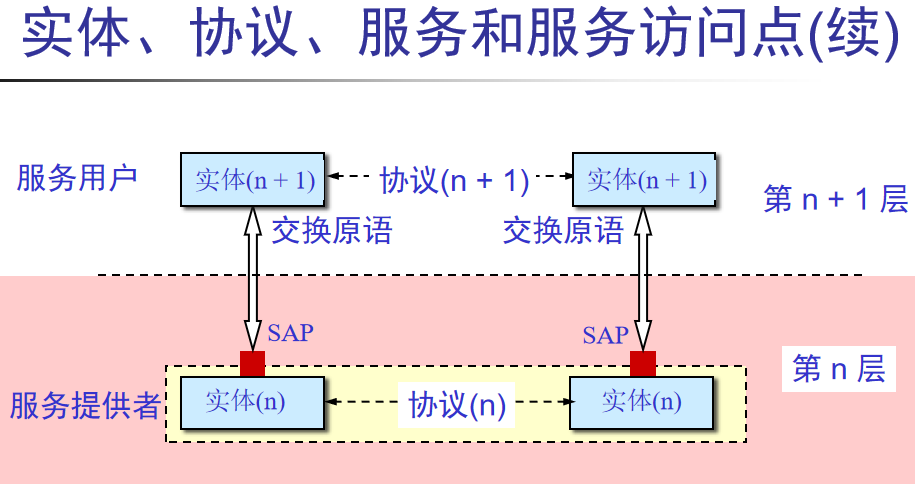 实体、协议、服务和服务访问点(续)
服务用户
实体(n + 1)
协议(n + 1)
实体(n + 1)
第 n + 1 层
交换原语
交换原语
SAP
SAP
第 n 层
服务提供者
实体(n)
协议(n)
实体(n)